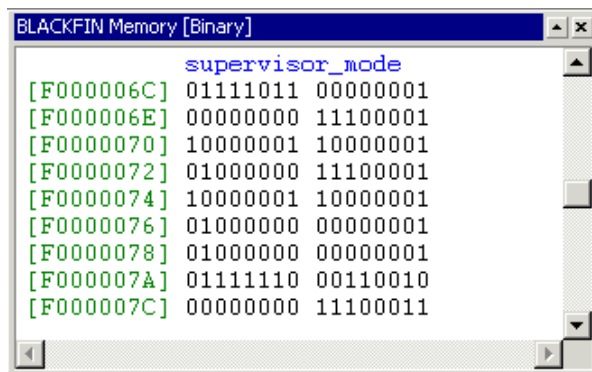 BLACKFIN Memory [Binary]
supervisor_mode
[F000006C] 01111011 00000001
[F000006E] 00000000 11100001
[F0000070] 10000001 10000001
[F0000072] 01000000 11100001
[F0000074] 10000001 10000001
[F0000076] 01000000 00000001
[F0000078] 01000000 00000001
[F000007A] 01111110 00110010
[F000007C] 00000000 11100011